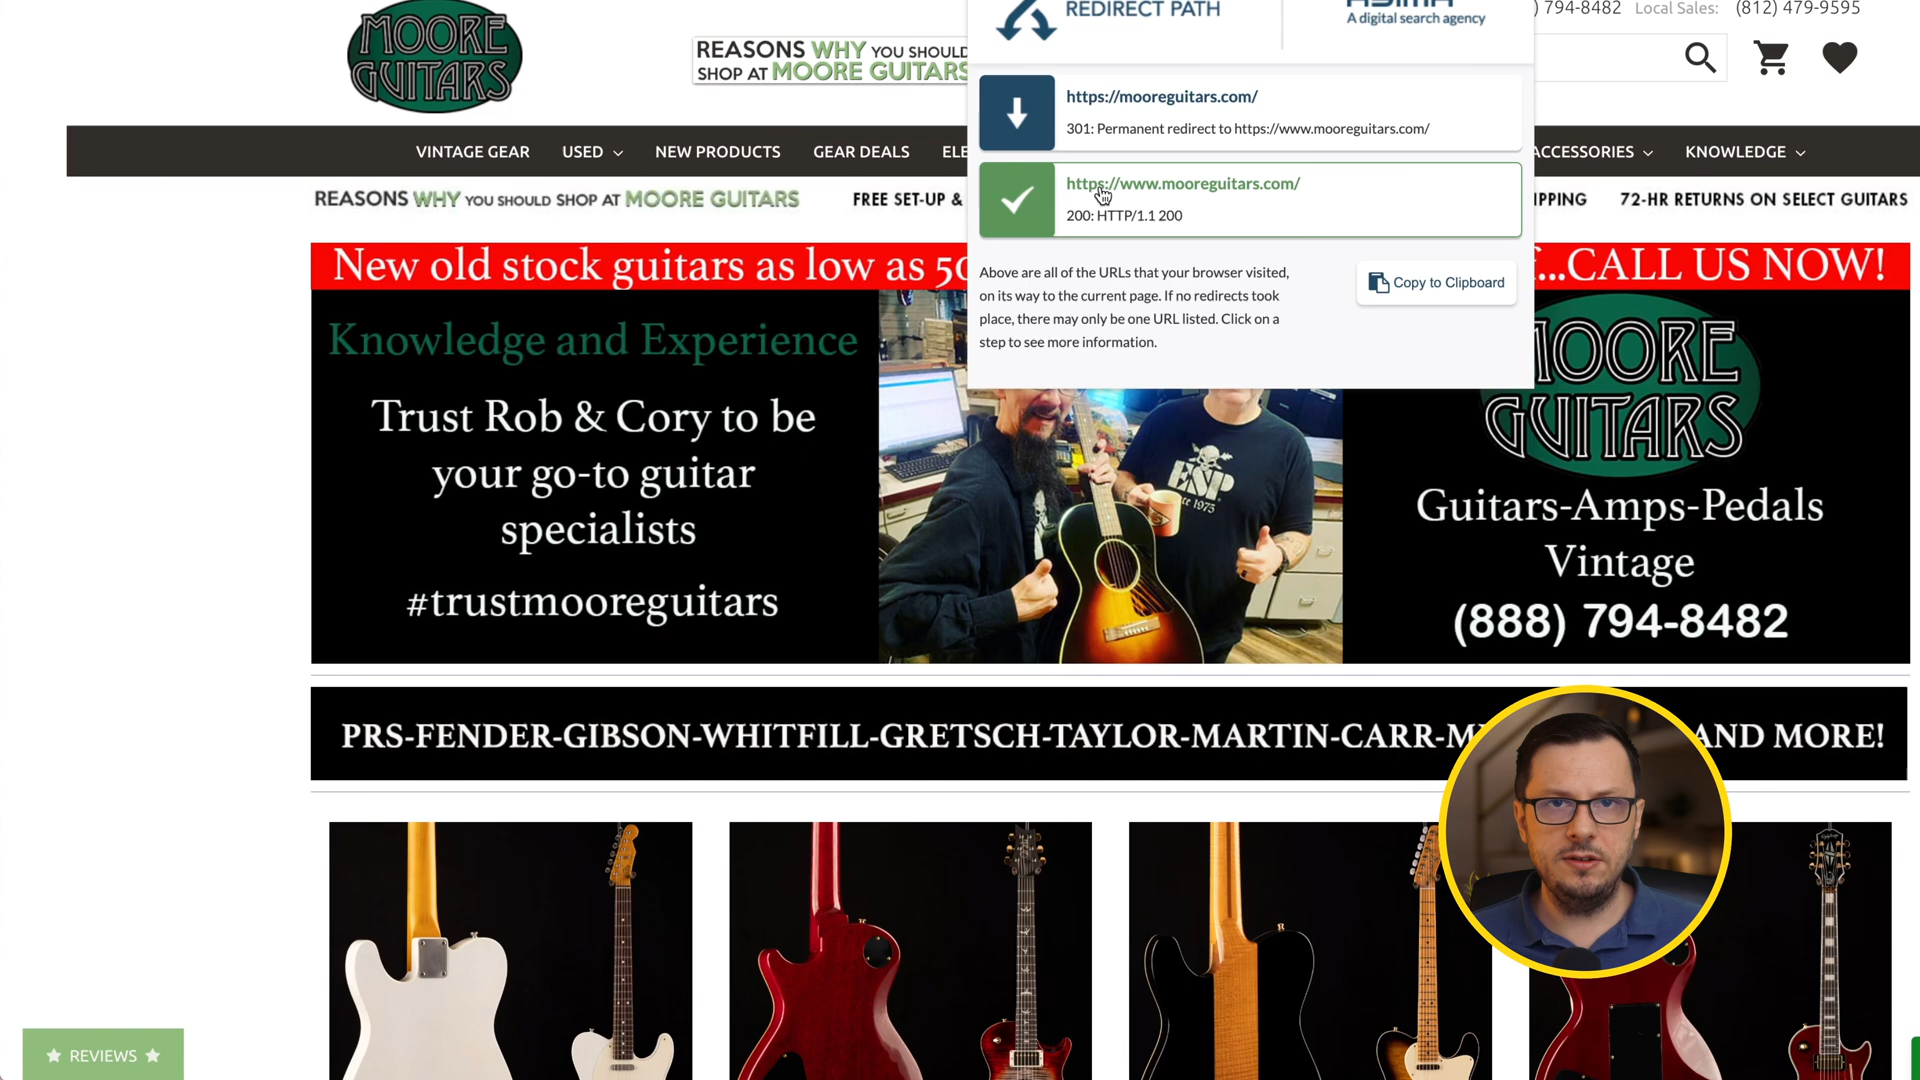 MOORE
GUITARS
REASONS WHY YOU SHOULD
SHOP AT MOORE GUITARS
REDIRECT PATH
A digital search agency
) 794-8482 Local Sales: (812) 479-9595
https://mooreguitars.com/
301: Permanent redirect to https://www.mooreguitars.com/
https://www.mooreguitars.com/
200: HTTP/1.1 200
Above are all of the URLs that your browser visited,
on its way to the current page. If no redirects took
place, there may only be one URL listed. Click on a
step to see more information.
Copy to Clipboard
VINTAGE GEAR USED NEW PRODUCTS GEAR DEALS ELE
ACCESSORIES KNOWLEDGE
REASONS WHY YOU SHOULD SHOP AT MOORE GUITARS FREE SET-UP &
IPPING 72-HR RETURNS ON SELECT GUITARS
New old stock guitars as low as 50
...CALL US NOW!
Knowledge and Experience
Trust Rob & Cory to be
your go-to guitar
specialists
#trustmooreguitars
ESP
MOORE
GUITARS
Guitars-Amps-Pedals
Vintage
(888) 794-8482
PRS-FENDER-GIBSON-WHITFILL-GRETSCH-TAYLOR-MARTIN-CARR-M
AND MORE!
REVIEWS